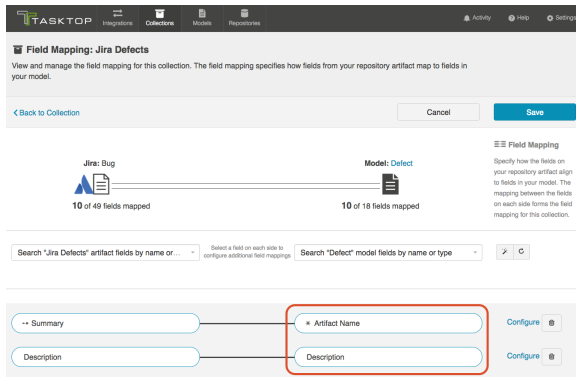 TASKTOP
Integrations
Collections
Models
Repositories
Activity
Help
Settings
Field Mapping: Jira Defects
View and manage the field mapping for this collection. The field mapping specifies how fields from your repository artifact map to fields in
your model.
Back to Collection
Cancel
Save
Field Mapping
Specify how the fields on
your repository artifact align
to fields in your model. The
mapping between the fields
on each side forms the field
mapping for this collection.
Jira: Bug
Model: Defect
10 of 49 fields mapped
10 of 18 fields mapped
Search "Jira Defects" artifact fields by name or…
Select a field on each side to
configure additional field mappings
Search "Defect" model fields by name or type
Summary
Artifact Name
Configure
Description
Description
Configure